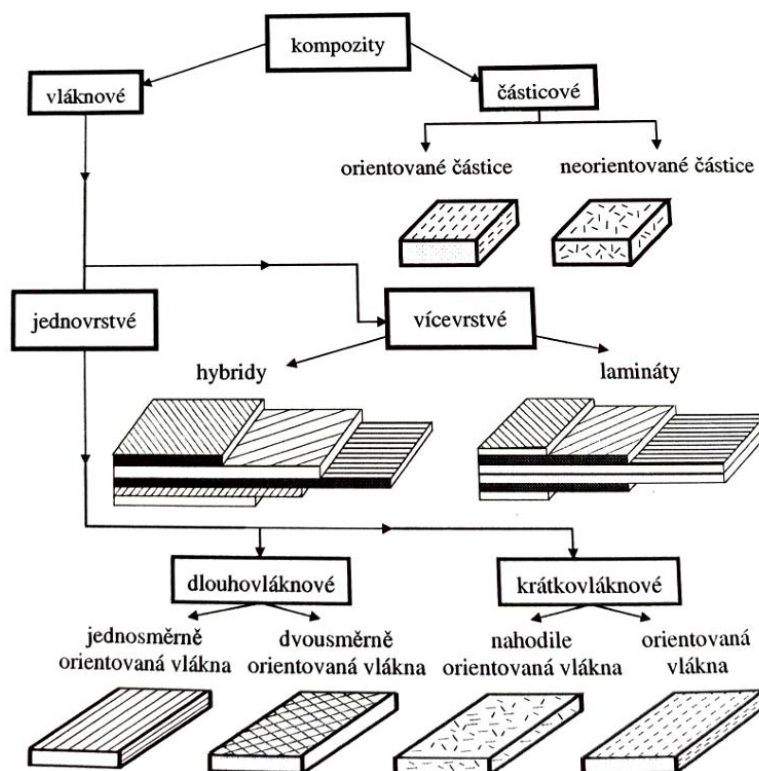 kompozity
vláknové
částicové
orientované částice
neorientované částice
jednovrstvé
vícevrstvé
hybridy
lamináty
dlouhovláknové
krátkovláknové
jednosměrně
orientovaná vlákna
dvousměrně
orientovaná vlákna
nahodile
orientovaná vlákna
orientovaná
vlákna